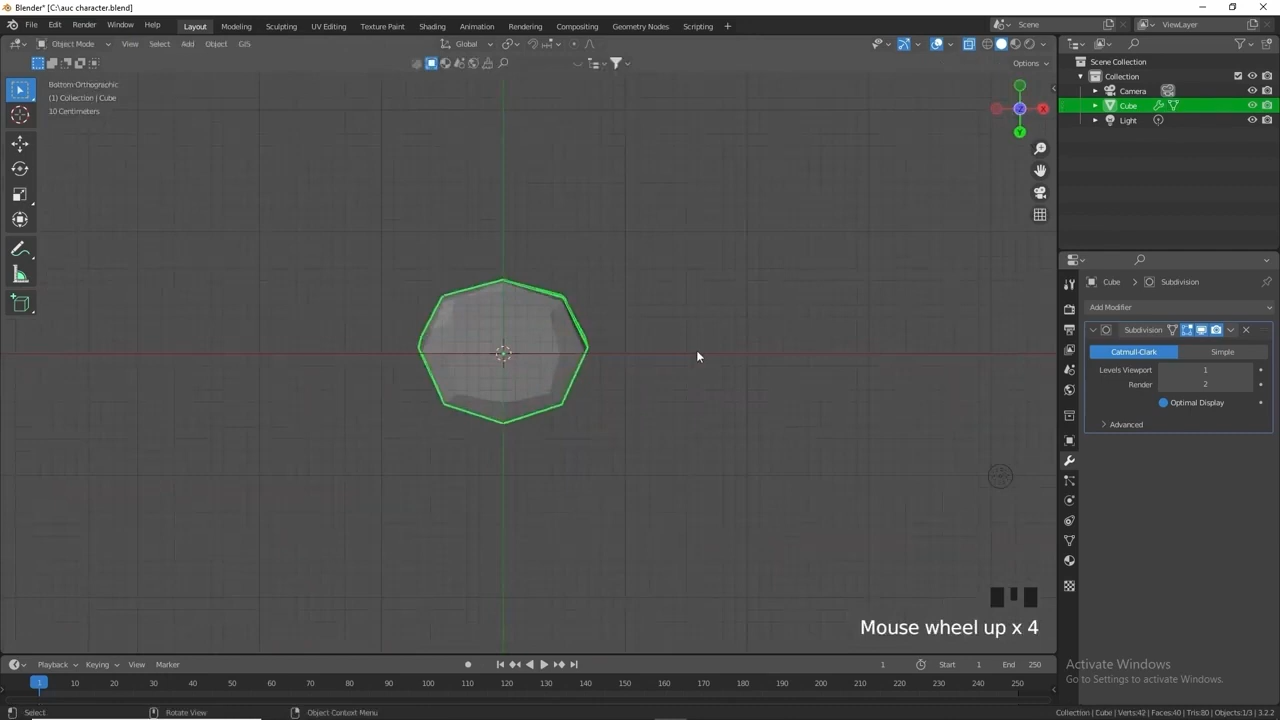 Blender* [C:\auc character.blend]
File Edit Render Window Help Layout Modeling Sculpting UV Editing Texture Paint Shading Animation Rendering Compositing Geometry Nodes Scripting + Scene ViewLayer
Object Mode View Select Add Object GIS Global
Options
Bottom Orthographic
(1) Collection | Cube
10 Centimeters
X
Y
Z
Scene Collection
Collection
Camera
Cube
Light
Cube > Subdivision
Add Modifier
Subdivision
Catmull-Clark Simple
Levels Viewport 1
Render 2
Optimal Display
Advanced
Mouse wheel up x 4
Activate Windows
Go to Settings to activate Windows.
Playback Keying View Marker 1 Start 1 End 250
1 10 20 30 40 50 60 70 80 90 100 110 120 130 140 150 160 170 180 190 200 210 220 230 240 250
Select Rotate View Object Context Menu Collection | Cube | Verts:42 | Faces:40 | Tris:80 | Objects:1/3 | 3.2.2